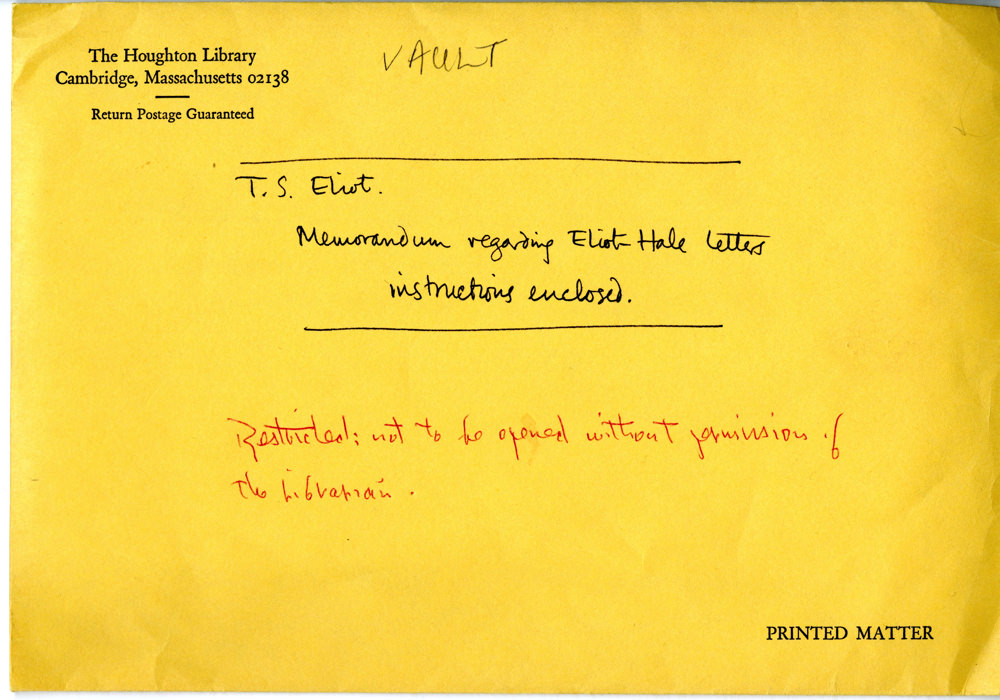 The Houghton Library
Cambridge, Massachusetts 02138
Return Postage Guaranteed
VAULT
T. S. Eliot.
Memorandum regarding Eliot-Hale letters
instructions enclosed.
Restricted: not to be opened without permission of
the Librarian.
PRINTED MATTER